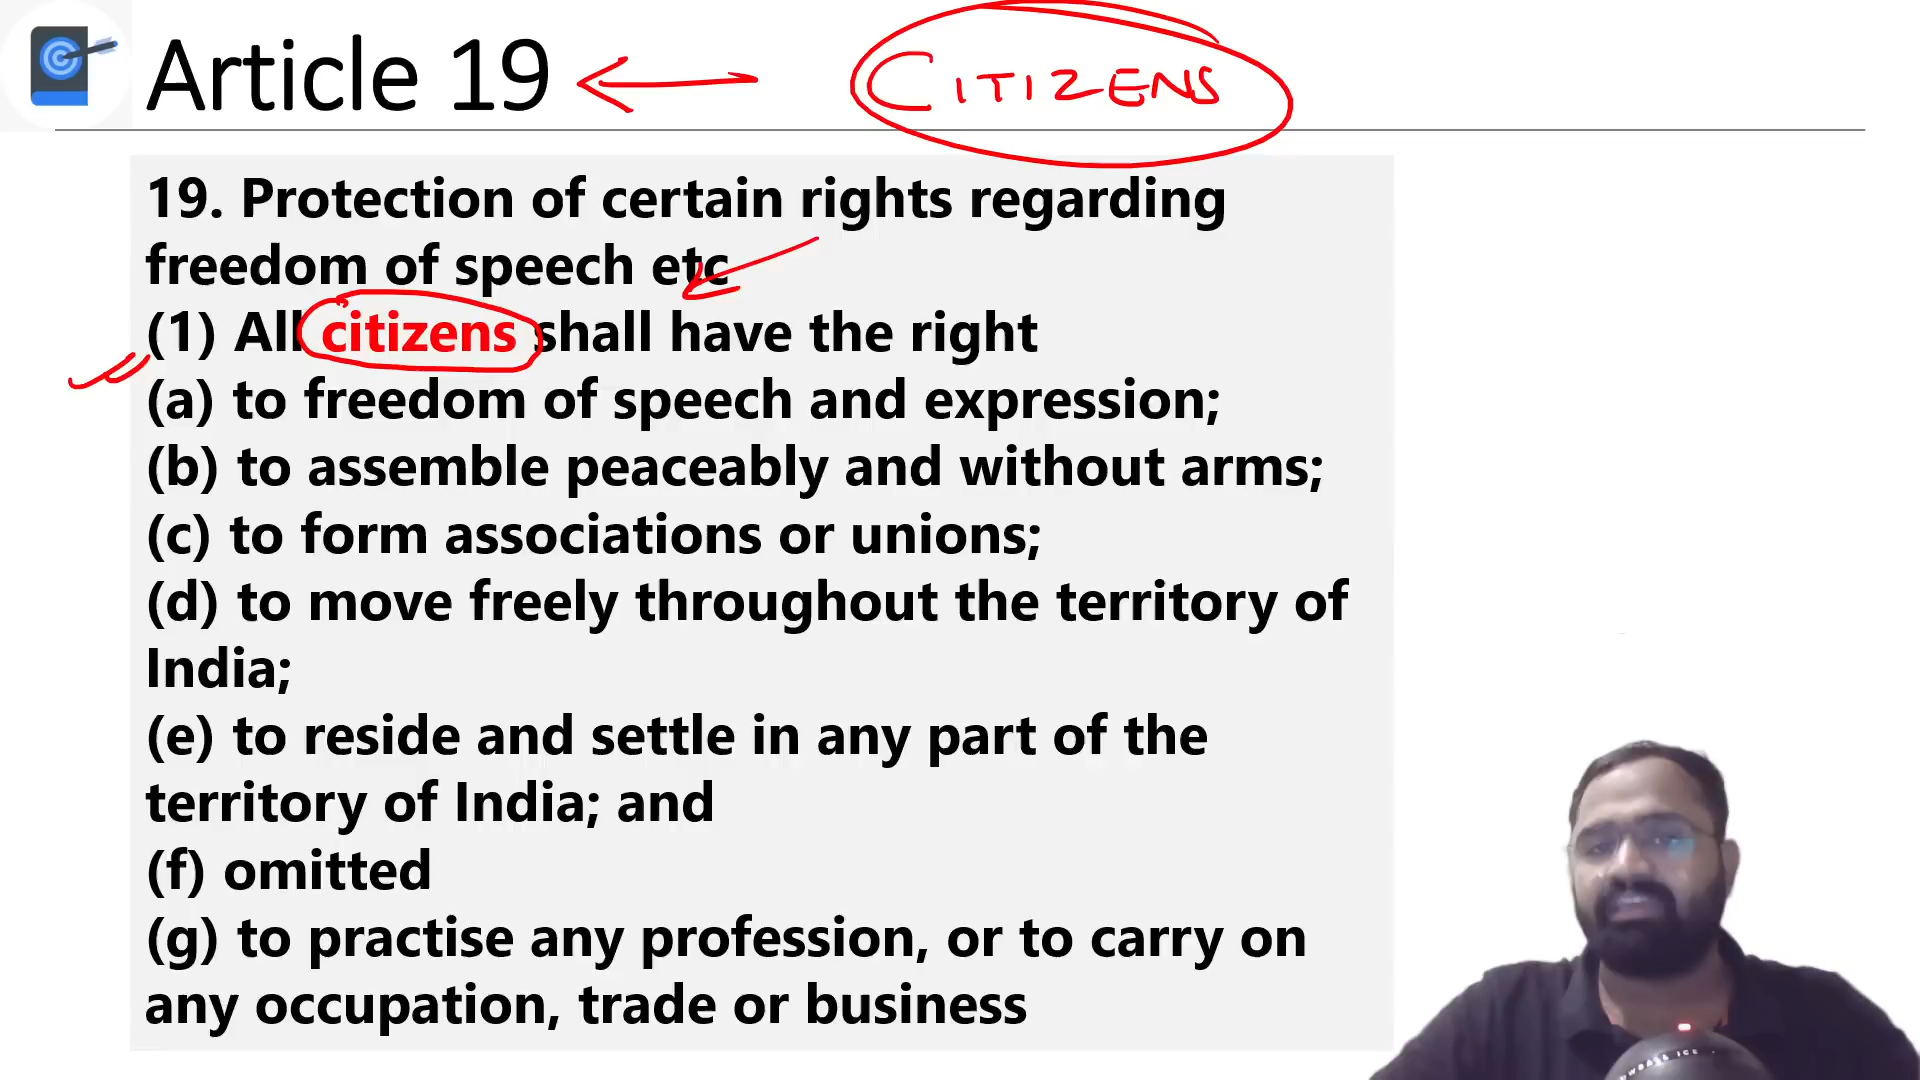 Article 19
CITIZENS
19. Protection of certain rights regarding
freedom of speech etc
(1) All citizens shall have the right
(a) to freedom of speech and expression;
(b) to assemble peaceably and without arms;
(c) to form associations or unions;
(d) to move freely throughout the territory of
India;
(e) to reside and settle in any part of the
territory of India; and
(f) omitted
(g) to practise any profession, or to carry on
any occupation, trade or business